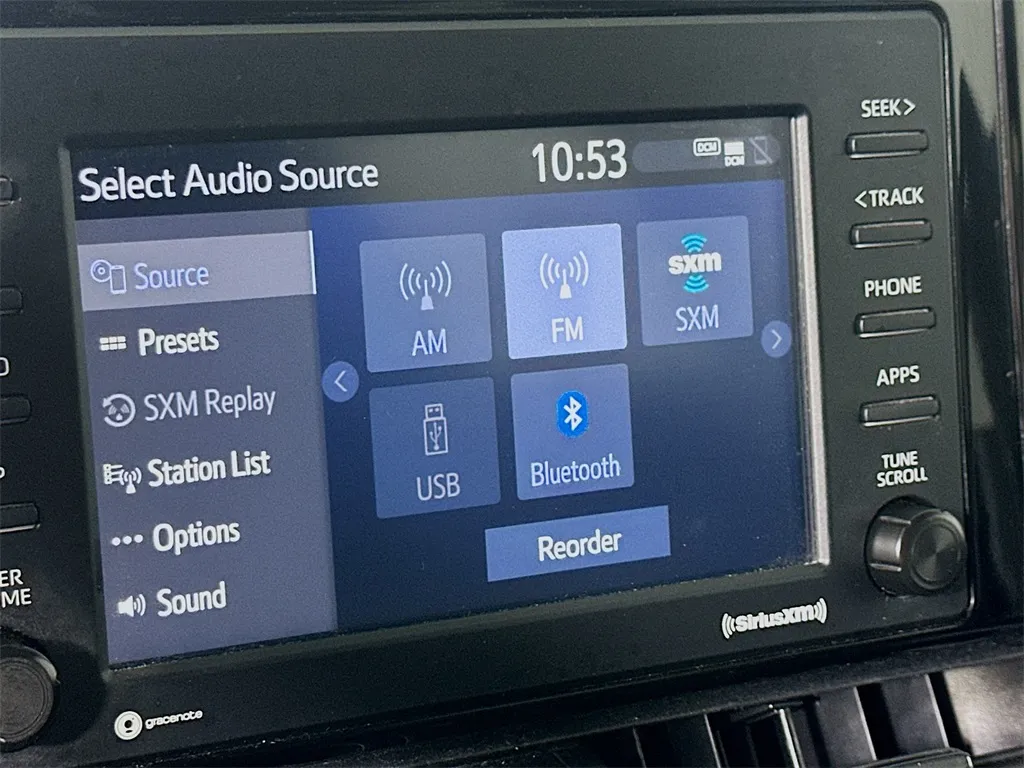 Select Audio Source
10:53
DCM
DCM
Source
Presets
SXM Replay
Station List
Options
Sound
AM
FM
sxm
SXM
USB
Bluetooth
Reorder
SEEK>
<TRACK
PHONE
APPS
TUNE
SCROLL
SiriusXM
gracenote